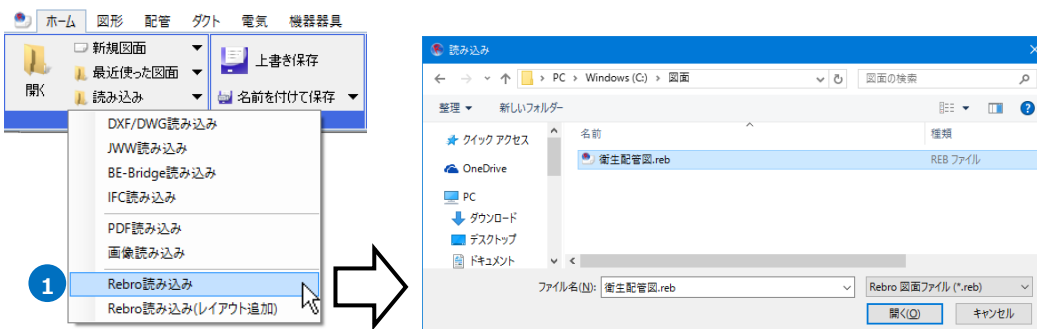 ホーム 図形 配管 ダクト 電気 機器器具
開く
新規図面
最近使った図面
読み込み
上書き保存
名前を付けて保存
DXF/DWG読み込み
JWW読み込み
BE-Bridge読み込み
IFC読み込み
PDF読み込み
画像読み込み
1
Rebro読み込み
Rebro読み込み(レイアウト追加)
読み込み
PC › Windows (C:) › 図面
図面の検索
整理 新しいフォルダー
名前 種類
クイック アクセス
衛生配管図.reb REB ファイル
OneDrive
PC
ダウンロード
デスクトップ
ドキュメント
ファイル名(N): 衛生配管図.reb Rebro 図面ファイル (*.reb)
開く(O) キャンセル